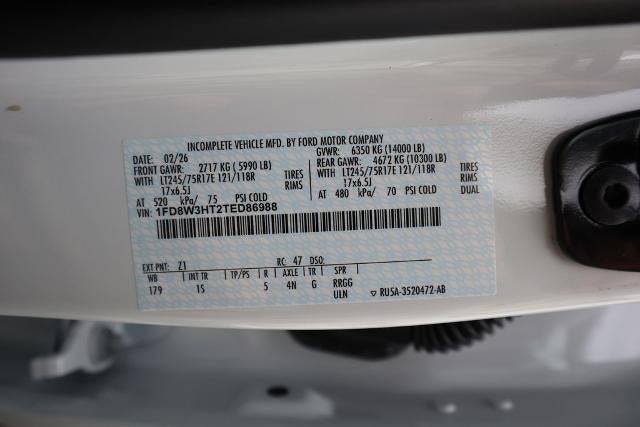 INCOMPLETE VEHICLE MFD. BY FORD MOTOR COMPANY
DATE: 02/26 GVWR: 6350 KG (14000 LB)
FRONT GAWR: 2717 KG (5990 LB) REAR GAWR: 4672 KG (10300 LB)
WITH LT245/75R17E 121/118R TIRES WITH LT245/75R17E 121/118R TIRES
17x6.5J RIMS 17x6.5J RIMS
AT 520 kPa/ 75 PSI COLD AT 480 kPa/ 70 PSI COLD DUAL
VIN: 1FD8W3HT2TED86988
EXT PNT: Z1 RC: 47 DSO:
WB INT TR TP/PS R AXLE TR SPR
179 1S 5 4N G RRGG
ULN ▽ RU5A-3520472-AB